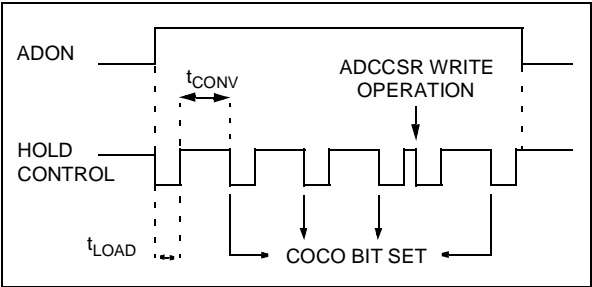 ADON
tCONV
ADCCSR WRITE
OPERATION
HOLD
CONTROL
tLOAD
COCO BIT SET